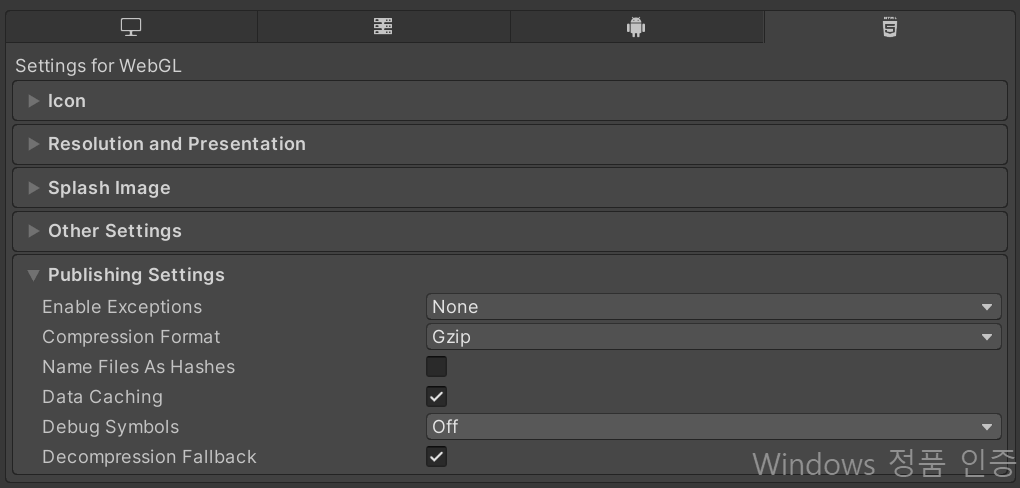 Settings for WebGL
Icon
Resolution and Presentation
Splash Image
Other Settings
Publishing Settings
Enable Exceptions None
Compression Format Gzip
Name Files As Hashes
Data Caching
Debug Symbols Off
Decompression Fallback
Windows 정품 인증